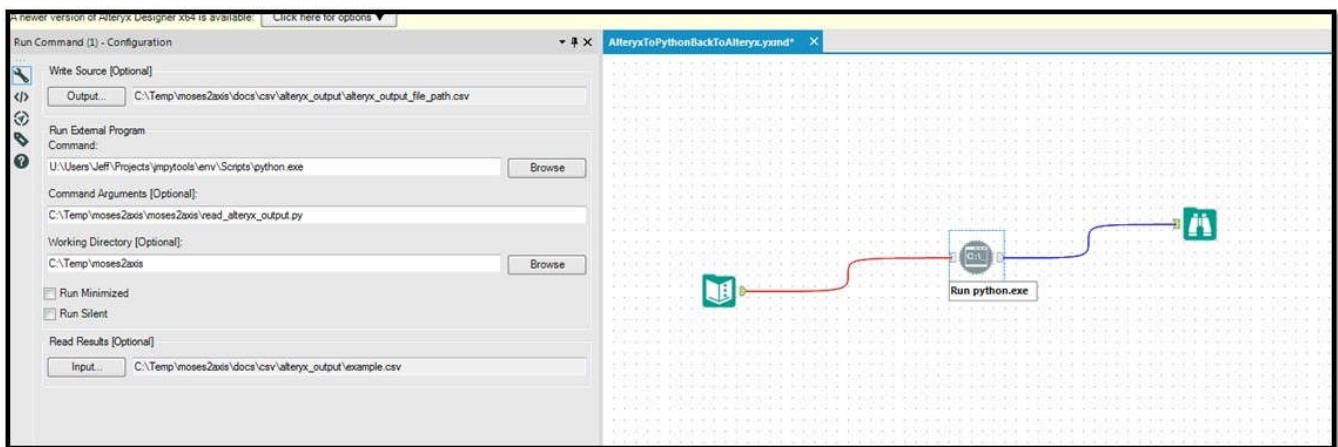 A newer version of Alteryx Designer x64 is available: Click here for options ▼
Run Command (1) - Configuration
AlteryxToPythonBackToAlteryx.yxmd* X
Write Source [Optional]
Output... C:\Temp\moses2axis\docs\csv\alteryx_output\alteryx_output_file_path.csv
Run External Program
Command:
U:\Users\Jeff\Projects\jmpytools\env\Scripts\python.exe Browse
Command Arguments [Optional]:
C:\Temp\moses2axis\moses2axis\read_alteryx_output.py
Working Directory [Optional]:
C:\Temp\moses2axis Browse
Run Minimized
Run Silent
Read Results [Optional]
Input... C:\Temp\moses2axis\docs\csv\alteryx_output\example.csv
C:\_
Run python.exe